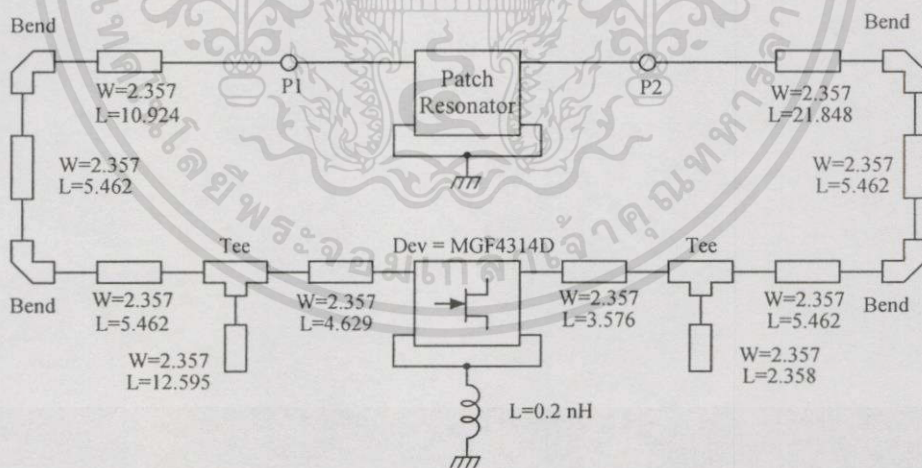 Bend
Bend
P1
Patch
Resonator
P2
W=2.357
L=10.924
W=2.357
L=21.848
W=2.357
L=5.462
W=2.357
L=5.462
Tee
Dev = MGF4314D
Tee
Bend
W=2.357
L=5.462
W=2.357
L=4.629
W=2.357
L=3.576
W=2.357
L=5.462
Bend
W=2.357
L=12.595
W=2.357
L=2.358
L=0.2 nH